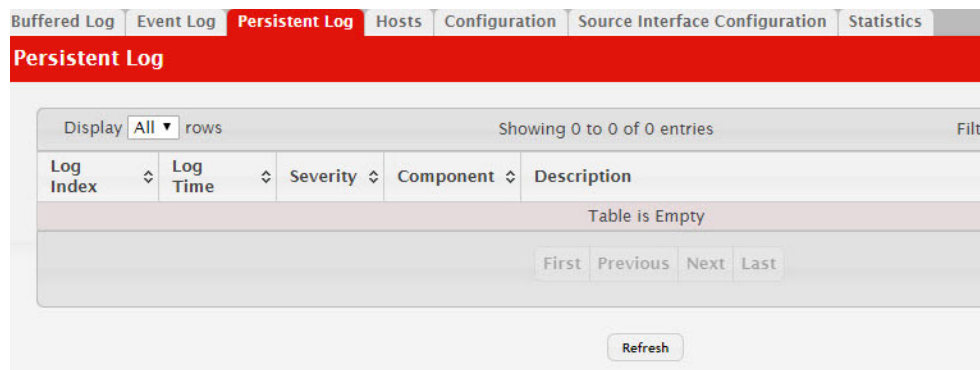 Buffered Log Event Log Persistent Log Hosts Configuration Source Interface Configuration Statistics
Persistent Log
Display All rows Showing 0 to 0 of 0 entries Filt
Log Index Log Time Severity Component Description
Table is Empty
First Previous Next Last
Refresh